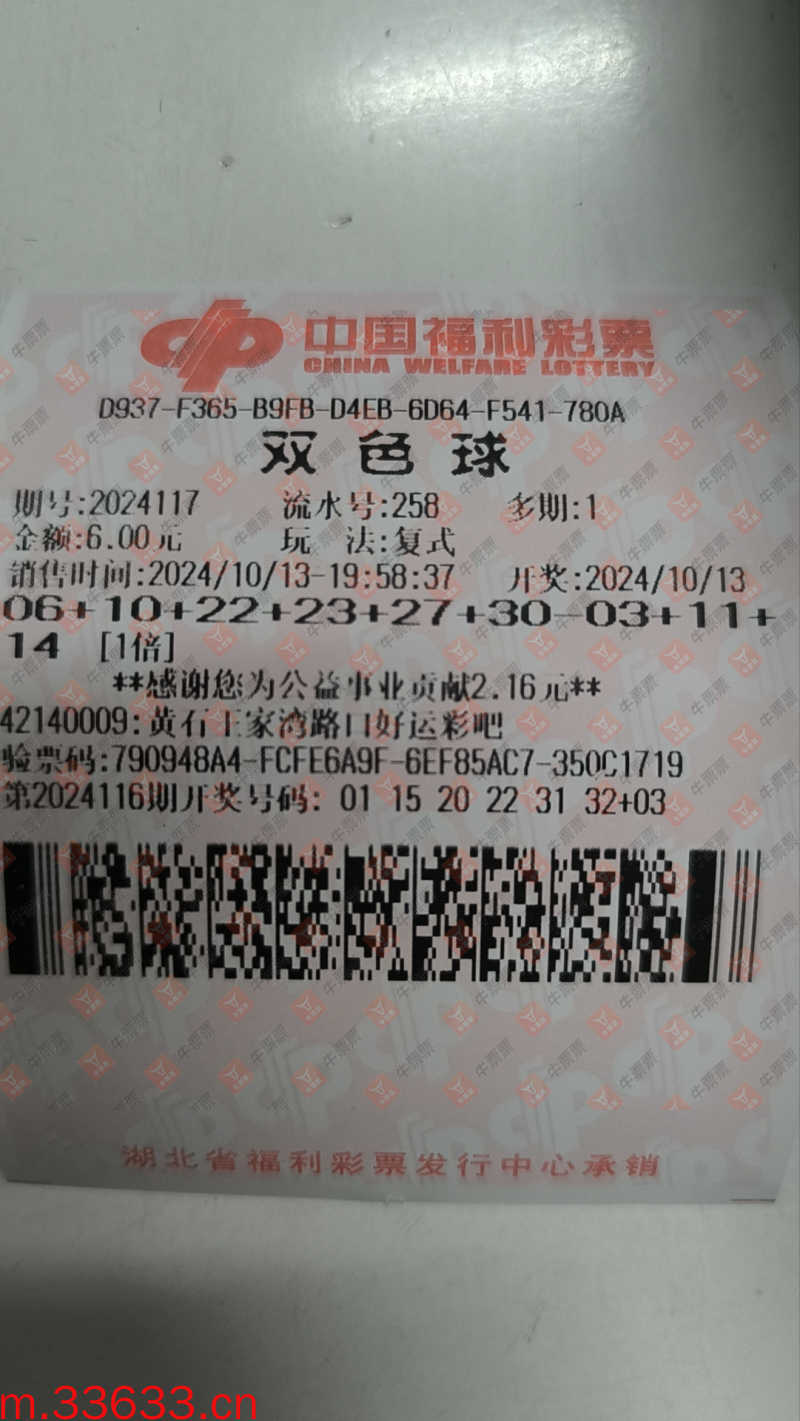 中国福利彩票
CHINA WELFARE LOTTERY
D937-F365-B9FB-D4EB-6D64-F541-780A
双色球
期号:2024117 流水号:258 多期:1
金额:6.00元 玩 法:复式
销售时间:2024/10/13-19:58:37 开奖:2024/10/13
06+10+22+23+27+30-03+11+
14 [1倍]
**感谢您为公益事业贡献2.16元**
42140009:黄石王家湾路口好运彩吧
验票码:790948A4-FCFE6A9F-6EF85AC7-350C1719
第2024116期开奖号码: 01 15 20 22 31 32+03
湖北省福利彩票发行中心承销
m.33633.cn